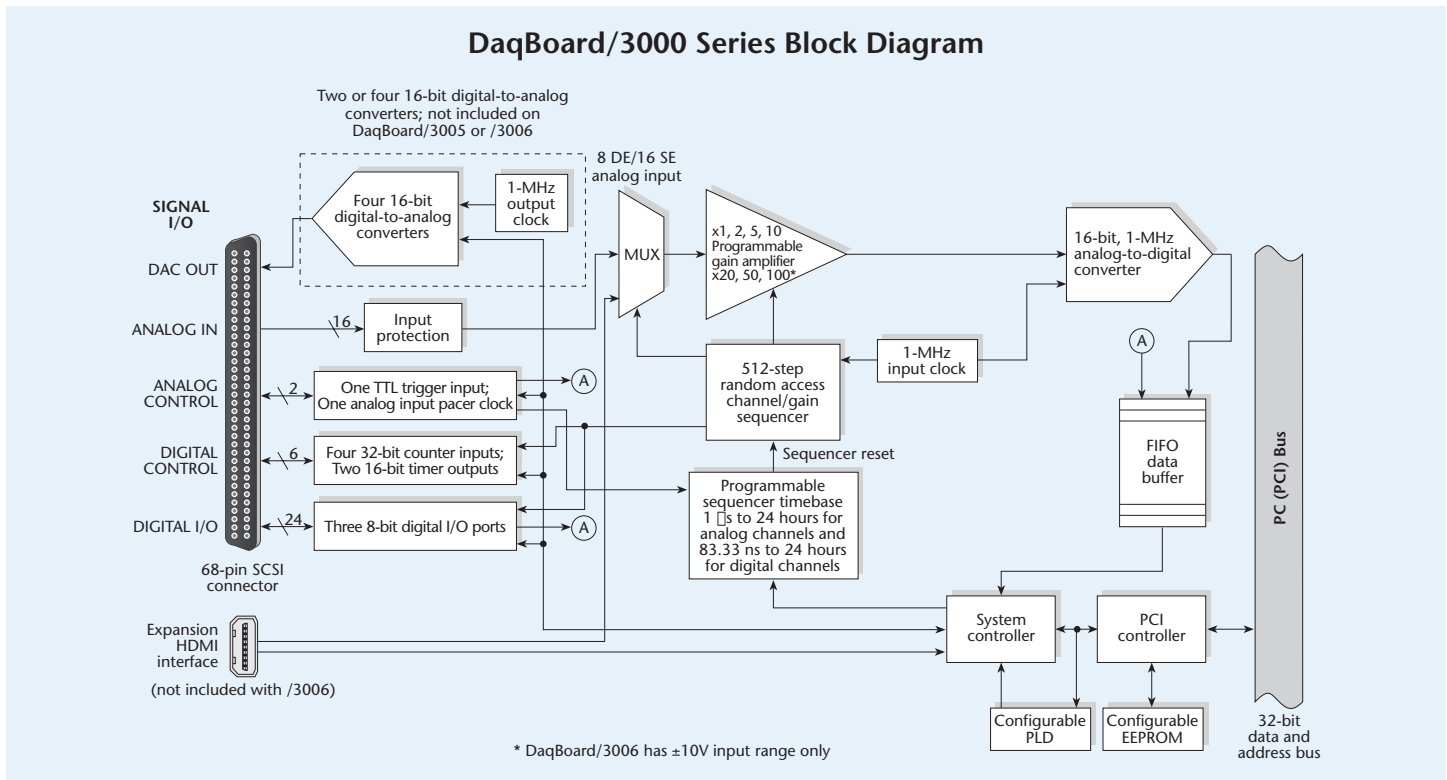 DaqBoard/3000 Series Block Diagram
Two or four 16-bit digital-to-analog
converters; not included on
DaqBoard/3005 or /3006
8 DE/16 SE
analog input
SIGNAL
I/O
Four 16-bit
digital-to-analog
converters
1-MHz
output
clock
DAC OUT
MUX
x1, 2, 5, 10
Programmable
gain amplifier
x20, 50, 100*
16-bit, 1-MHz
analog-to-digital
converter
ANALOG IN
16
Input
protection
ANALOG
CONTROL
2
One TTL trigger input;
One analog input pacer clock
A
512-step
random access
channel/gain
sequencer
1-MHz
input clock
A
DIGITAL
CONTROL
6
Four 32-bit counter inputs;
Two 16-bit timer outputs
Sequencer reset
FIFO
data
buffer
PC (PCI) Bus
DIGITAL I/O
24
Three 8-bit digital I/O ports
A
Programmable
sequencer timebase
1 □s to 24 hours for
analog channels and
83.33 ns to 24 hours
for digital channels
68-pin SCSI
connector
Expansion
HDMI
interface
(not included with /3006)
System
controller
PCI
controller
Configurable
PLD
Configurable
EEPROM
32-bit
data and
address bus
* DaqBoard/3006 has ±10V input range only